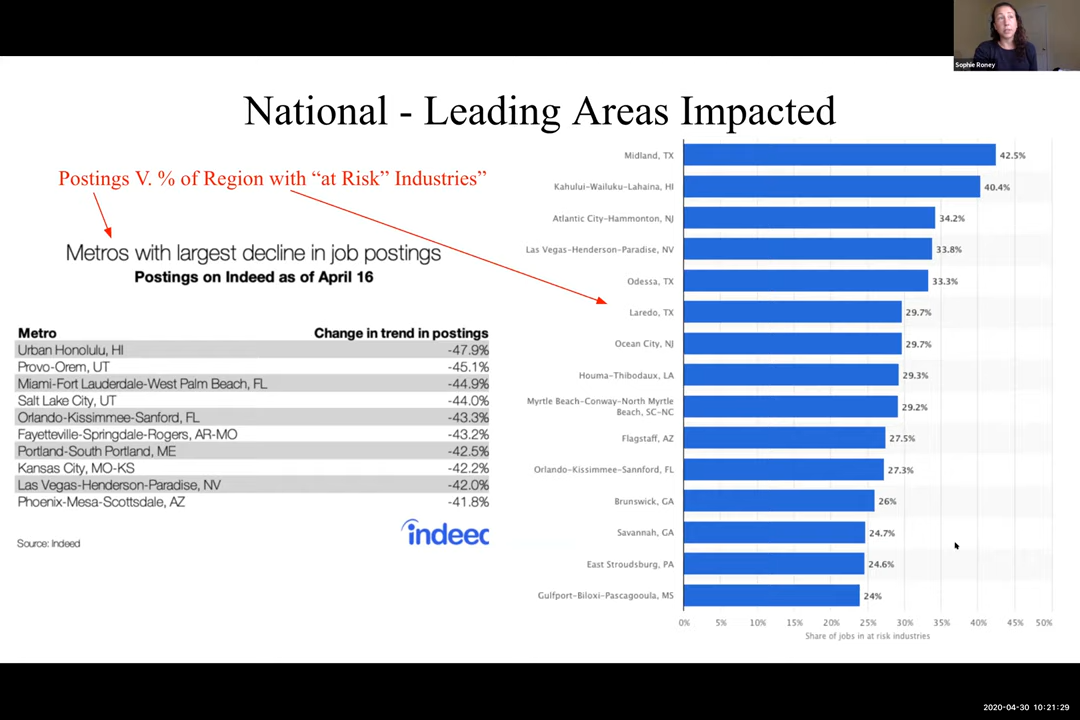 Sophie Roney
National - Leading Areas Impacted
Postings V. % of Region with “at Risk” Industries”
Metros with largest decline in job postings
Postings on Indeed as of April 16
Metro Change in trend in postings
Urban Honolulu, HI -47.9%
Provo-Orem, UT -45.1%
Miami-Fort Lauderdale-West Palm Beach, FL -44.9%
Salt Lake City, UT -44.0%
Orlando-Kissimmee-Sanford, FL -43.3%
Fayetteville-Springdale-Rogers, AR-MO -43.2%
Portland-South Portland, ME -42.5%
Kansas City, MO-KS -42.2%
Las Vegas-Henderson-Paradise, NV -42.0%
Phoenix-Mesa-Scottsdale, AZ -41.8%
Source: Indeed
indeed
Midland, TX 42.5%
Kahului-Wailuku-Lahaina, HI 40.4%
Atlantic City-Hammonton, NJ 34.2%
Las Vegas-Henderson-Paradise, NV 33.8%
Odessa, TX 33.3%
Laredo, TX 29.7%
Ocean City, NJ 29.7%
Houma-Thibodaux, LA 29.3%
Myrtle Beach-Conway-North Myrtle
Beach, SC-NC 29.2%
Flagstaff, AZ 27.5%
Orlando-Kissimmee-Sannford, FL 27.3%
Brunswick, GA 26%
Savannah, GA 24.7%
East Stroudsburg, PA 24.6%
Gulfport-Biloxi-Pascagooula, MS 24%
0% 5% 10% 15% 20% 25% 30% 35% 40% 45% 50%
Share of jobs in at risk industries
2020-04-30 10:21:29